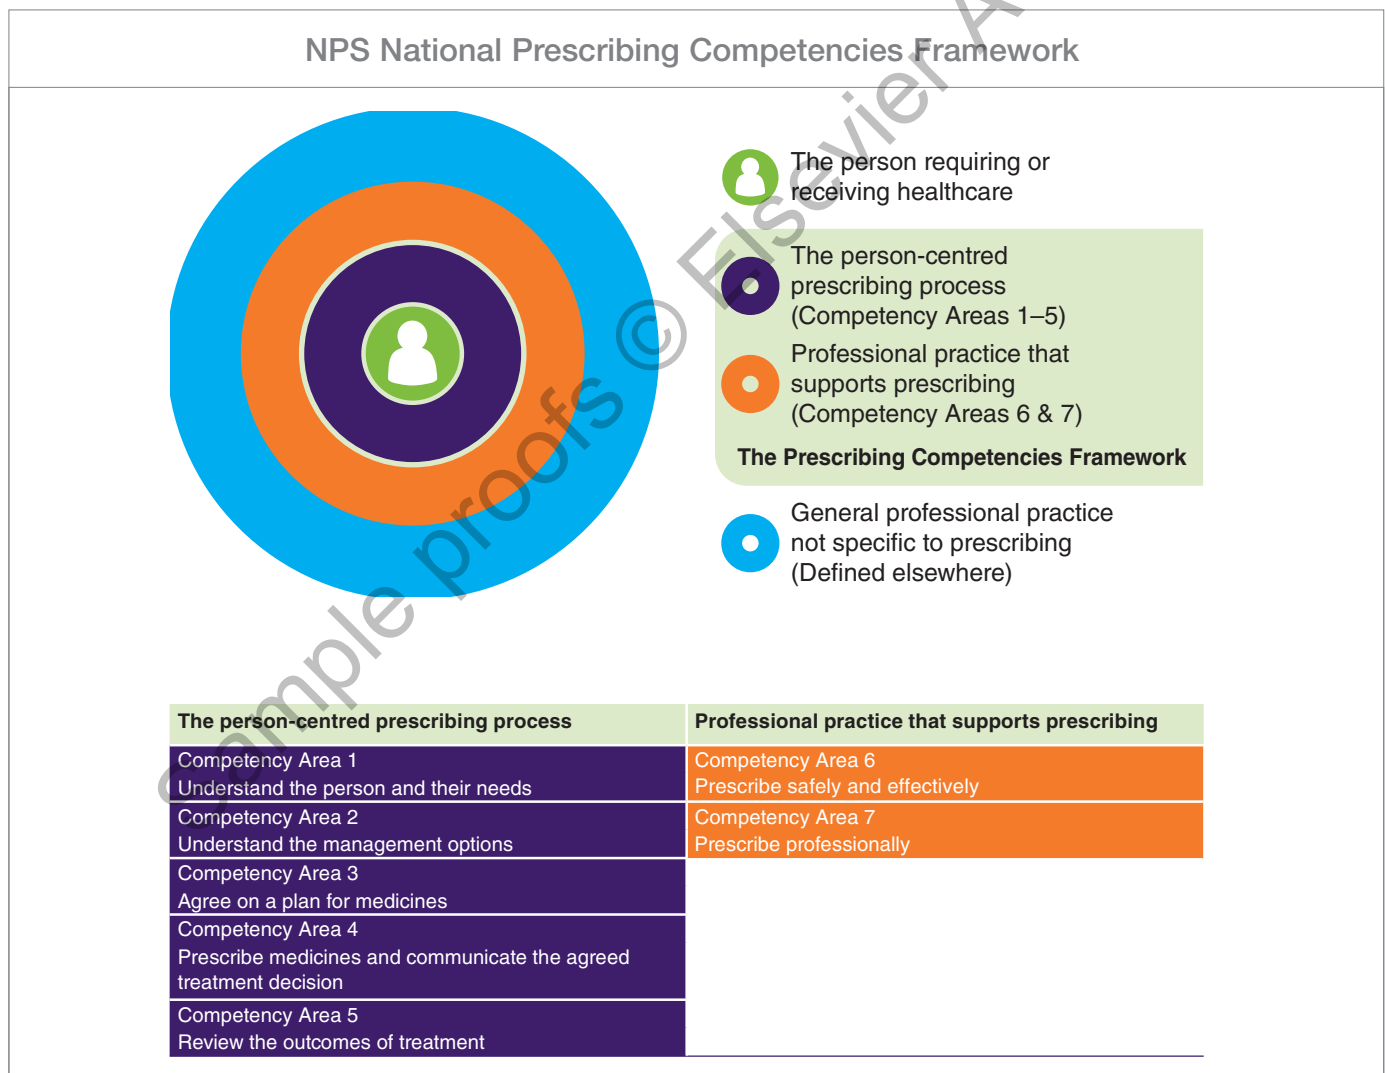 NPS National Prescribing Competencies Framework
The person requiring or
receiving healthcare
The person-centred
prescribing process
(Competency Areas 1–5)
Professional practice that
supports prescribing
(Competency Areas 6 & 7)
The Prescribing Competencies Framework
General professional practice
not specific to prescribing
(Defined elsewhere)
The person-centred prescribing process
Professional practice that supports prescribing
Competency Area 1
Understand the person and their needs
Competency Area 6
Prescribe safely and effectively
Competency Area 2
Understand the management options
Competency Area 7
Prescribe professionally
Competency Area 3
Agree on a plan for medicines
Competency Area 4
Prescribe medicines and communicate the agreed
treatment decision
Competency Area 5
Review the outcomes of treatment
Sample proofs © Elsevier A